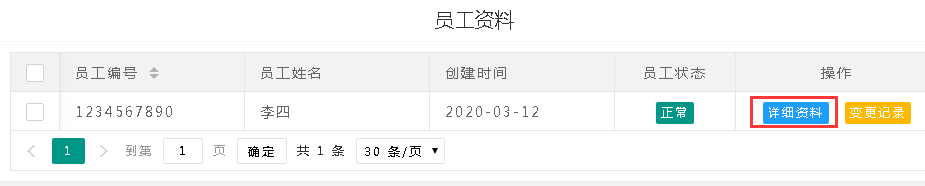 员工资料
员工编号 员工姓名 创建时间 员工状态 操作
1234567890 李四 2020-03-12 正常 详细资料 变更记录
1 到第 1 页 确定 共 1 条 30 条/页